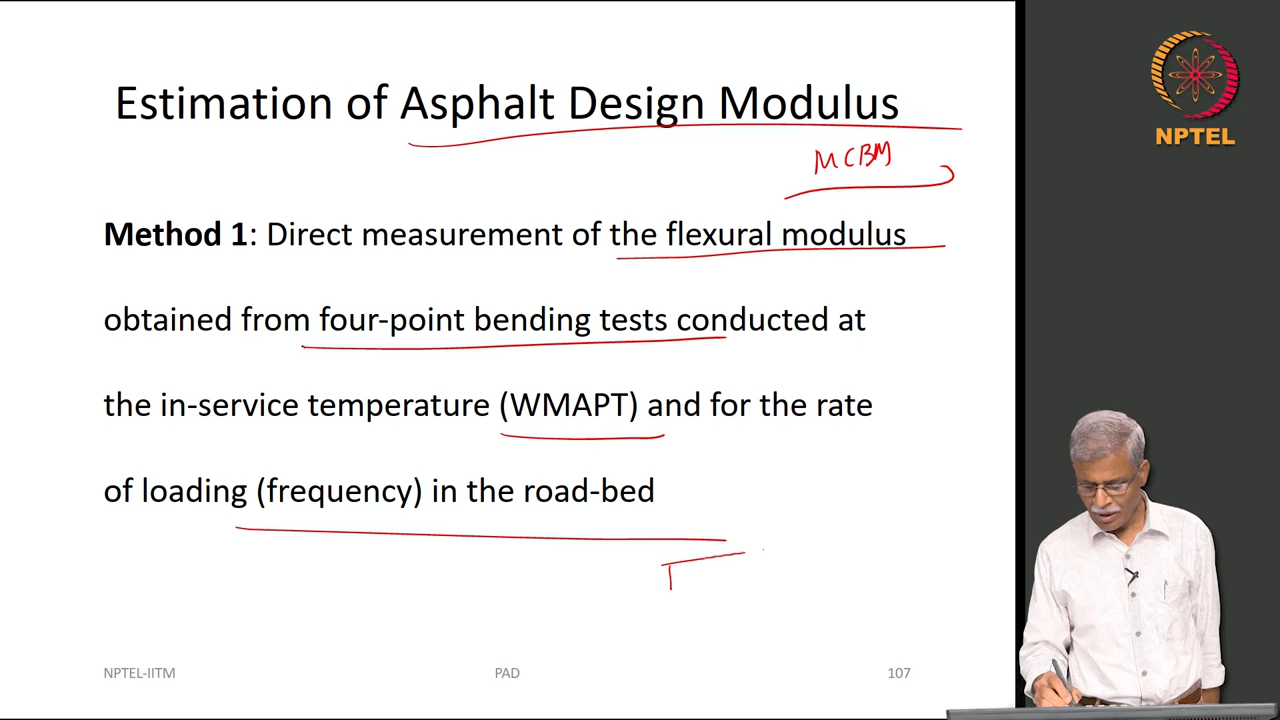 Estimation of Asphalt Design Modulus
MCBM
Method 1: Direct measurement of the flexural modulus
obtained from four-point bending tests conducted at
the in-service temperature (WMAPT) and for the rate
of loading (frequency) in the road-bed
NPTEL-IITM PAD 107
NPTEL